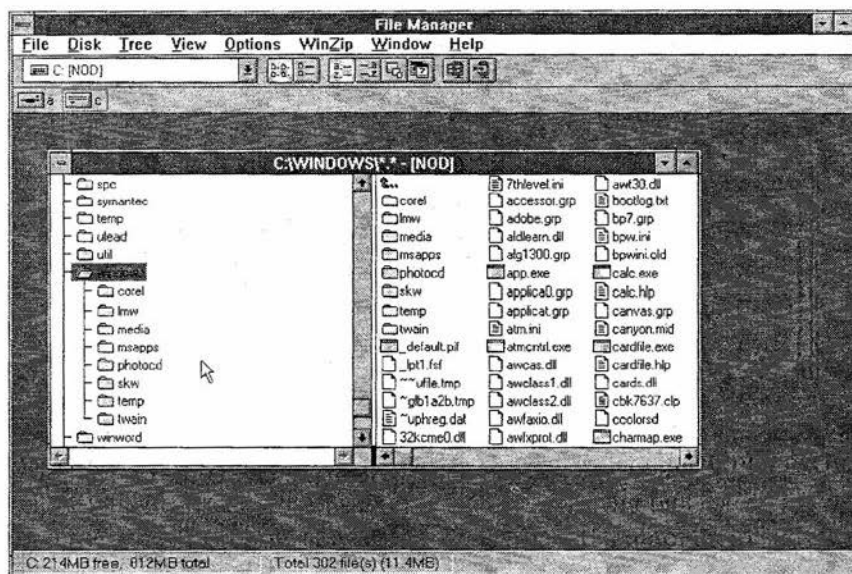 File Manager
File Disk Tree View Options WinZip Window Help
C: [NOD]
a c
C:\WINDOWS\*.* - [NOD]
spc
symantec
temp
ulead
util
corel
lmw
media
msapps
photocd
skw
temp
twain
winword
corel
lmw
media
msapps
photocd
skw
temp
twain
_default.pif
_lpt1.fsf
~~ufile.tmp
~glb1a2b.tmp
~uphreg.dat
32kcme0.dll
7thlevel.ini
accessor.grp
adobe.grp
aldlearn.dll
alg1300.grp
app.exe
applica0.grp
applicat.grp
atm.ini
atmcntrl.exe
awcas.dll
awclass1.dll
awclass2.dll
awfaxio.dll
awfxprot.dll
awt30.dll
bootlog.txt
bp7.grp
bpw.ini
bpwini.old
calc.exe
calc.hlp
canvas.grp
canyon.mid
cardfile.exe
cardfile.hlp
cards.dll
cbk7637.clp
ccolorsd
charmap.exe
C: 214MB free, 812MB total Total 302 file(s) (11.4MB)